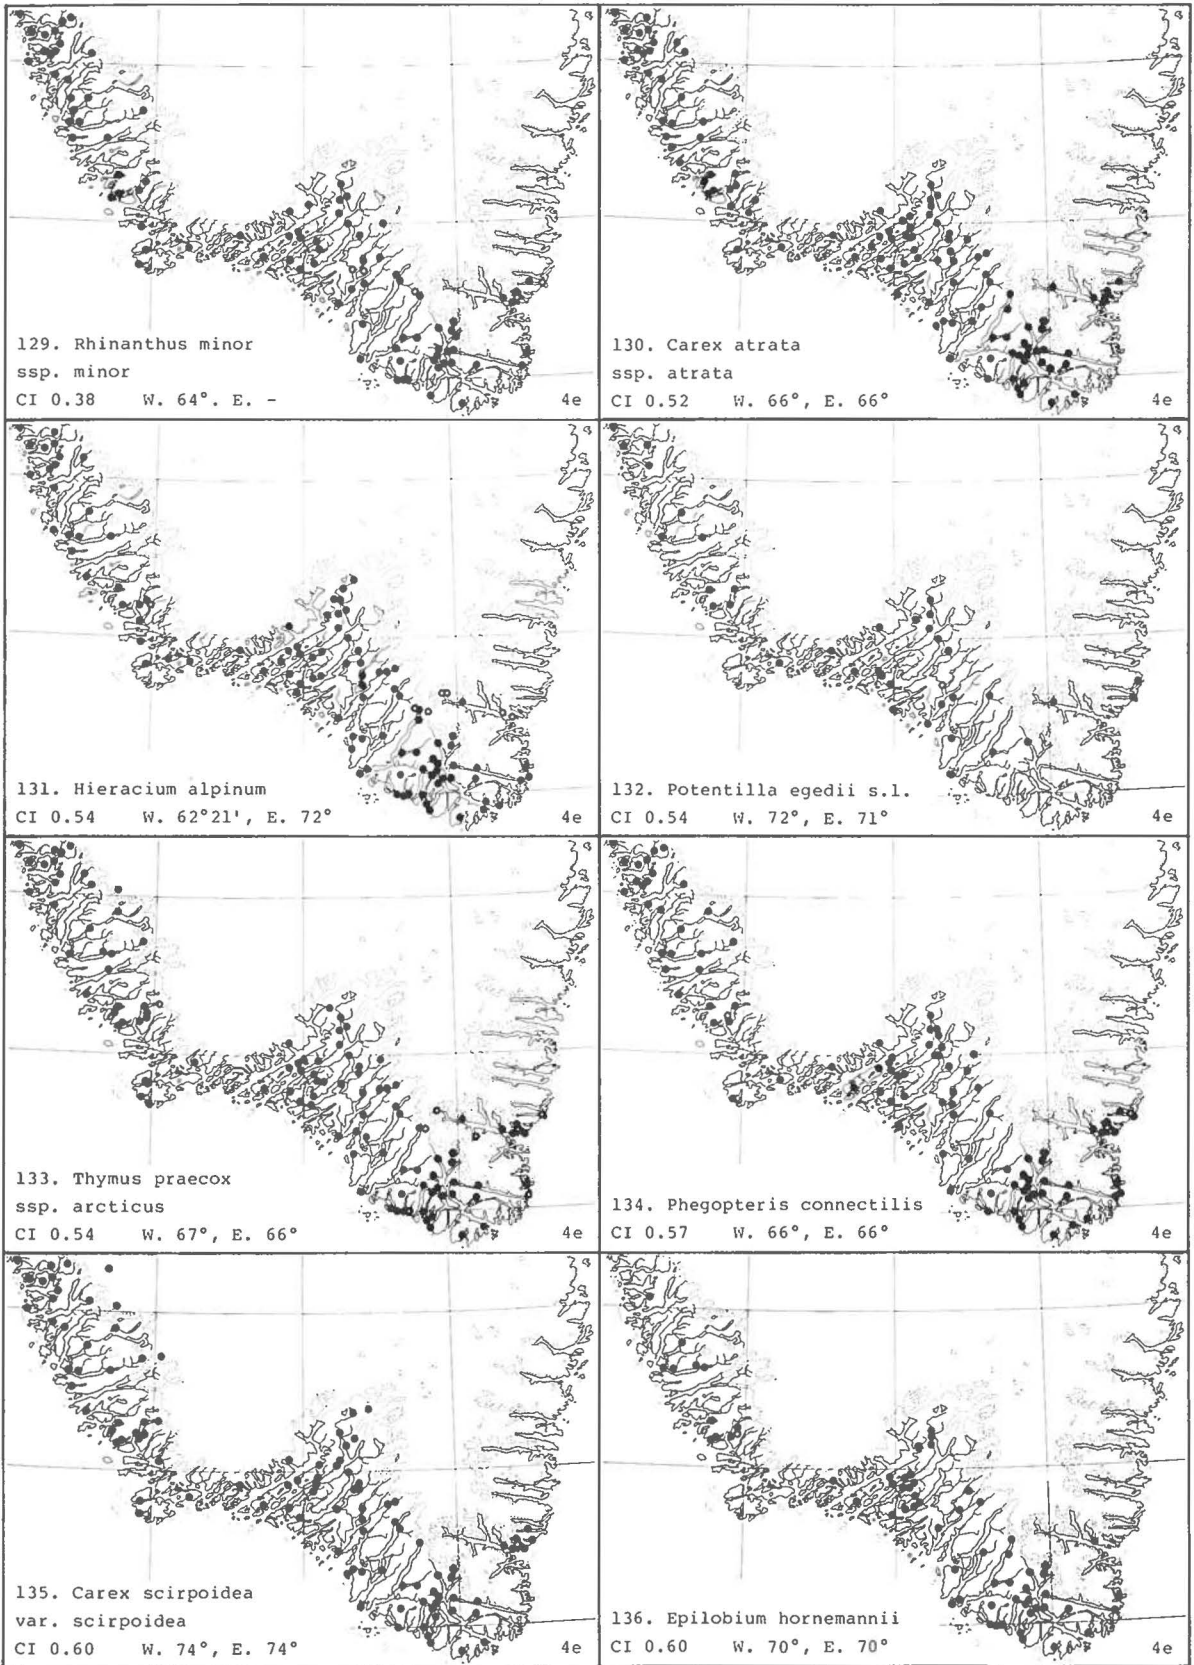 129. Rhinanthus minor
ssp. minor
CI 0.38 W. 64°. E. - 4e
130. Carex atrata
ssp. atrata
CI 0.52 W. 66°, E. 66° 4e
131. Hieracium alpinum
CI 0.54 W. 62°21', E. 72° 4e
132. Potentilla egedii s.l.
CI 0.54 W. 72°, E. 71° 4e
133. Thymus praecox
ssp. arcticus
CI 0.54 W. 67°, E. 66° 4e
134. Phegopteris connectilis
CI 0.57 W. 66°, E. 66° 4e
135. Carex scirpoidea
var. scirpoidea
CI 0.60 W. 74°, E. 74° 4e
136. Epilobium hornemannii
CI 0.60 W. 70°, E. 70° 4e